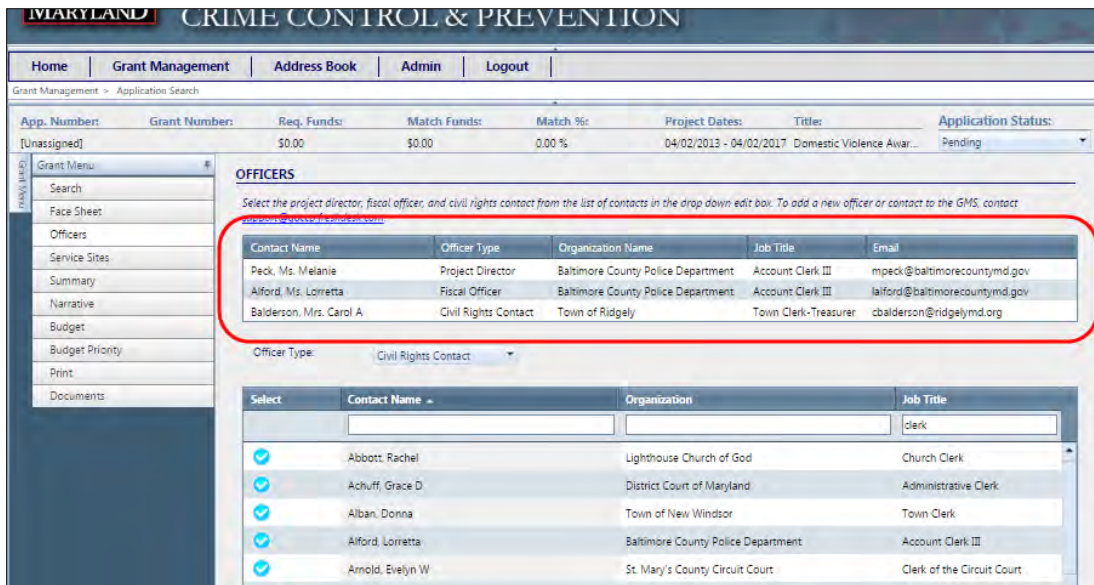 MARYLAND CRIME CONTROL & PREVENTION
Home Grant Management Address Book Admin Logout
Grant Management > Application Search
App. Number: Grant Number: Req. Funds: Match Funds: Match %: Project Dates: Title: Application Status:
[Unassigned] $0.00 $0.00 0.00 % 04/02/2013 - 04/02/2017 Domestic Violence Awar... Pending
Grant Menu
Grant Menu
Search
Face Sheet
Officers
Service Sites
Summary
Narrative
Budget
Budget Priority
Print
Documents
OFFICERS
Select the project director, fiscal officer, and civil rights contact from the list of contacts in the drop down edit box. To add a new officer or contact to the GMS, contact
support@goccp.freshdesk.com.
Contact Name Officer Type Organization Name Job Title Email
Peck, Ms. Melanie Project Director Baltimore County Police Department Account Clerk III mpeck@baltimorecountymd.gov
Alford, Ms. Lorretta Fiscal Officer Baltimore County Police Department Account Clerk III lalford@baltimorecountymd.gov
Balderson, Mrs. Carol A Civil Rights Contact Town of Ridgely Town Clerk-Treasurer cbalderson@ridgelymd.org
Officer Type: Civil Rights Contact
Select Contact Name Organization Job Title
clerk
Abbott, Rachel Lighthouse Church of God Church Clerk
Achuff, Grace D District Court of Maryland Administrative Clerk
Alban, Donna Town of New Windsor Town Clerk
Alford, Lorretta Baltimore County Police Department Account Clerk III
Arnold, Evelyn W St. Mary's County Circuit Court Clerk of the Circuit Court